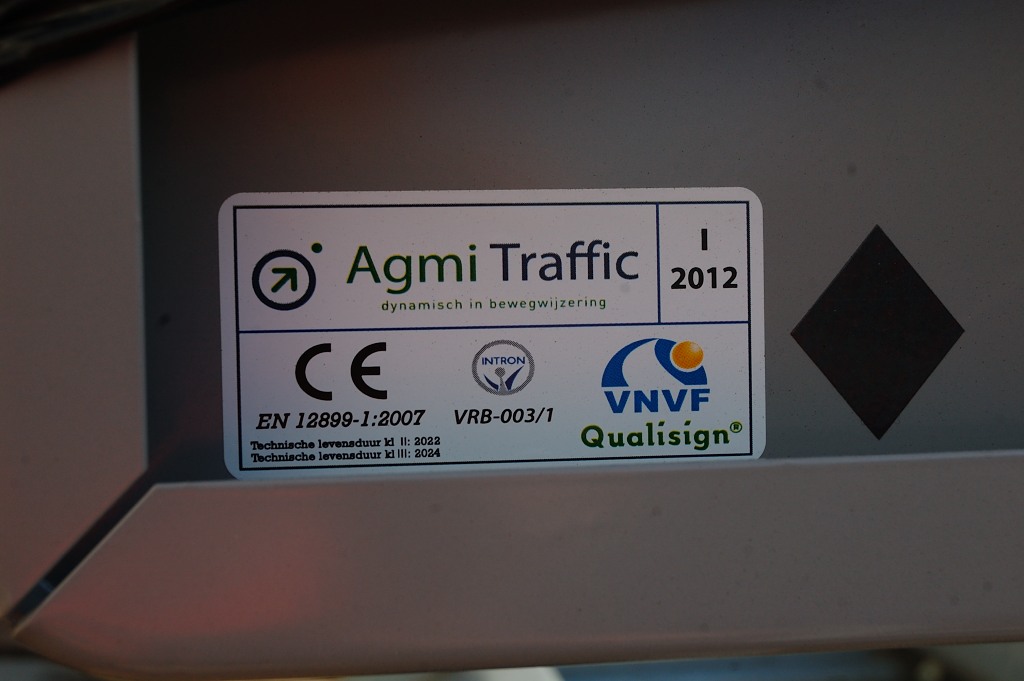 Agmi Traffic
dynamisch in bewegwijzering
I
2012
CE
EN 12899-1:2007
Technische levensduur kl II: 2022
Technische levensduur kl III: 2024
INTRON
VRB-003/1
VNVF
Qualisign®